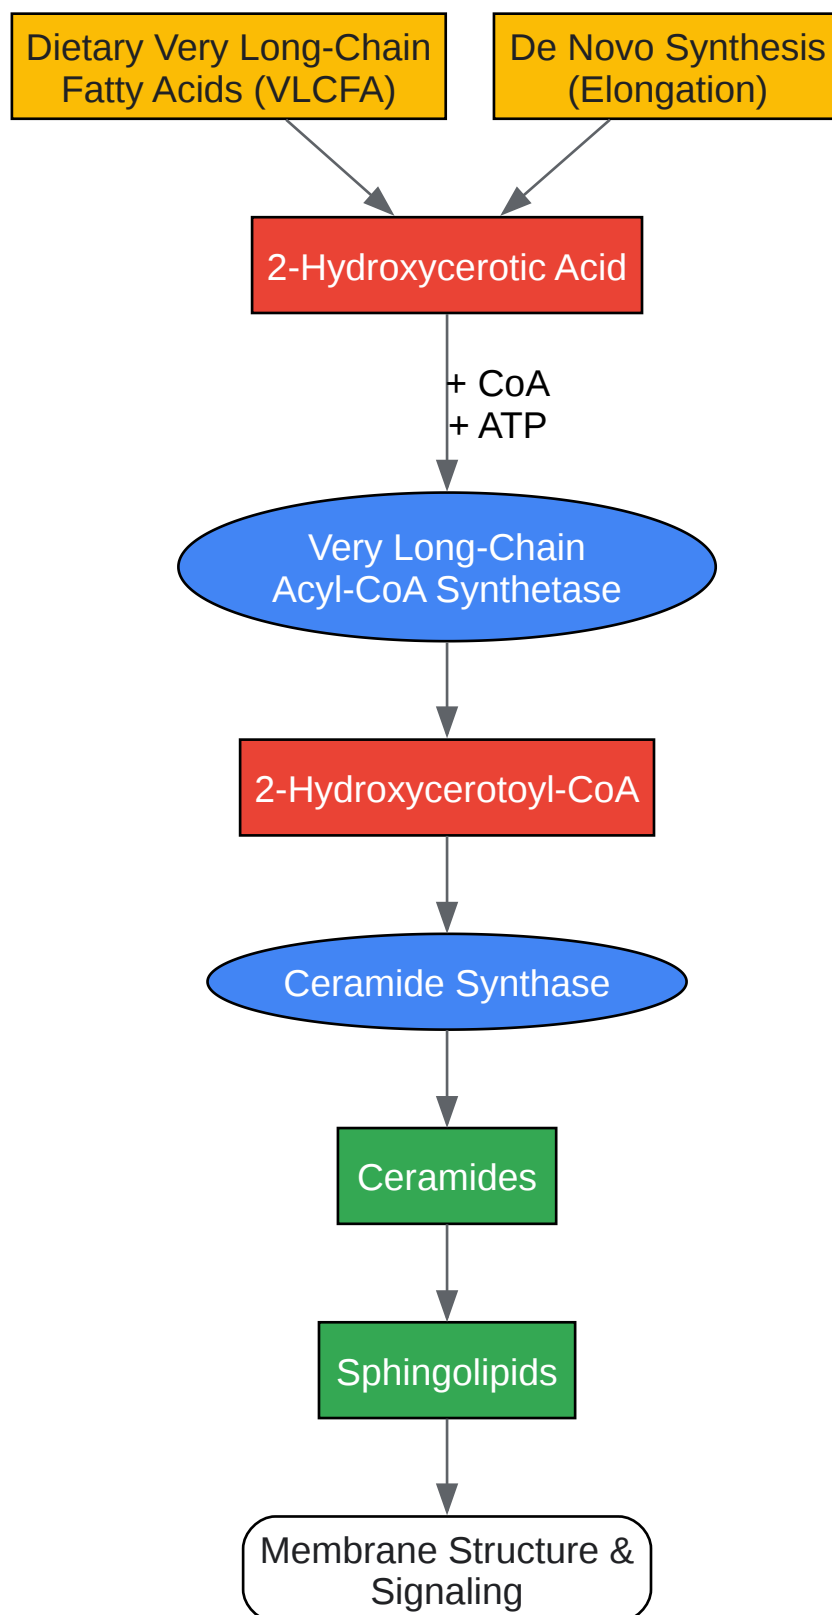 Dietary Very Long-Chain
Fatty Acids (VLCFA)
De Novo Synthesis
(Elongation)
2-Hydroxycerotic Acid
+ CoA
+ ATP
Very Long-Chain
Acyl-CoA Synthetase
2-Hydroxycerotoyl-CoA
Ceramide Synthase
Ceramides
Sphingolipids
Membrane Structure &
Signaling